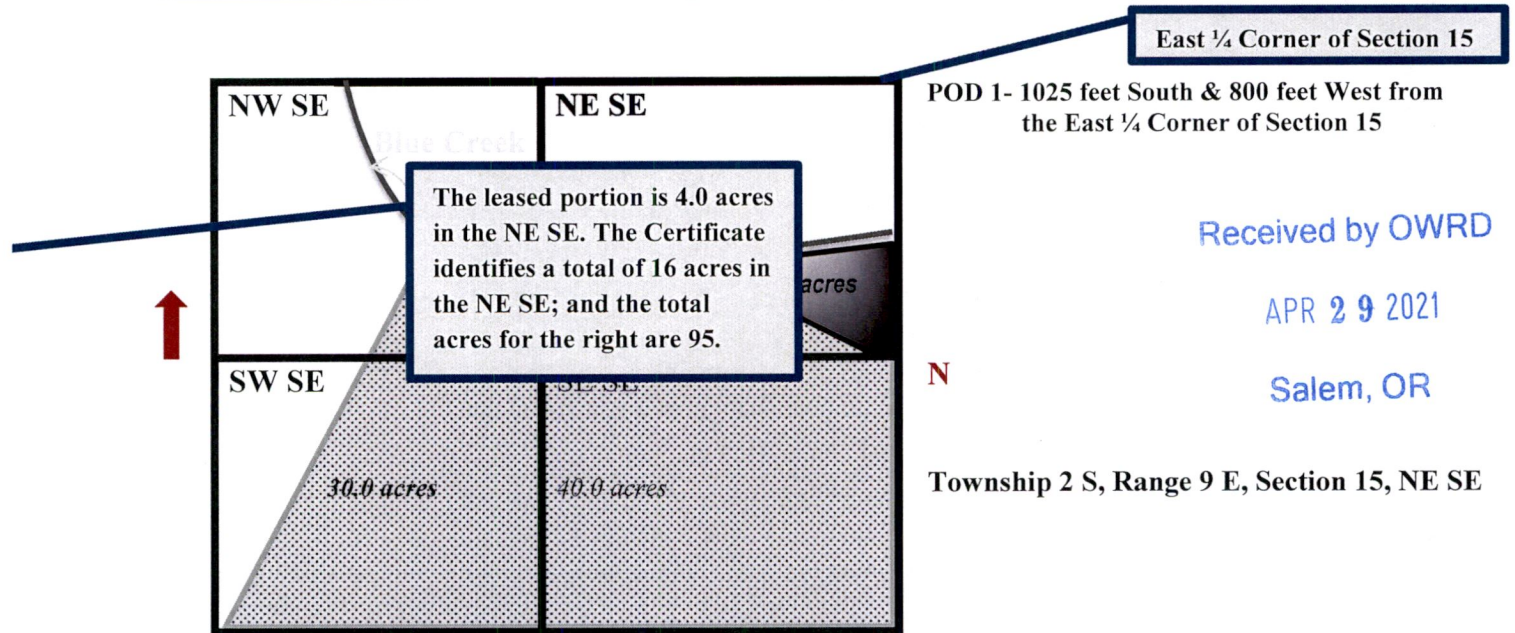 East ¼ Corner of Section 15
NW SE
NE SE
POD 1- 1025 feet South & 800 feet West from
the East ¼ Corner of Section 15
Blue Creek
The leased portion is 4.0 acres
in the NE SE. The Certificate
identifies a total of 16 acres in
the NE SE; and the total
acres for the right are 95.
acres
Received by OWRD
APR 29 2021
Salem, OR
SW SE
SE SE
N
30.0 acres
40.0 acres
Township 2 S, Range 9 E, Section 15, NE SE